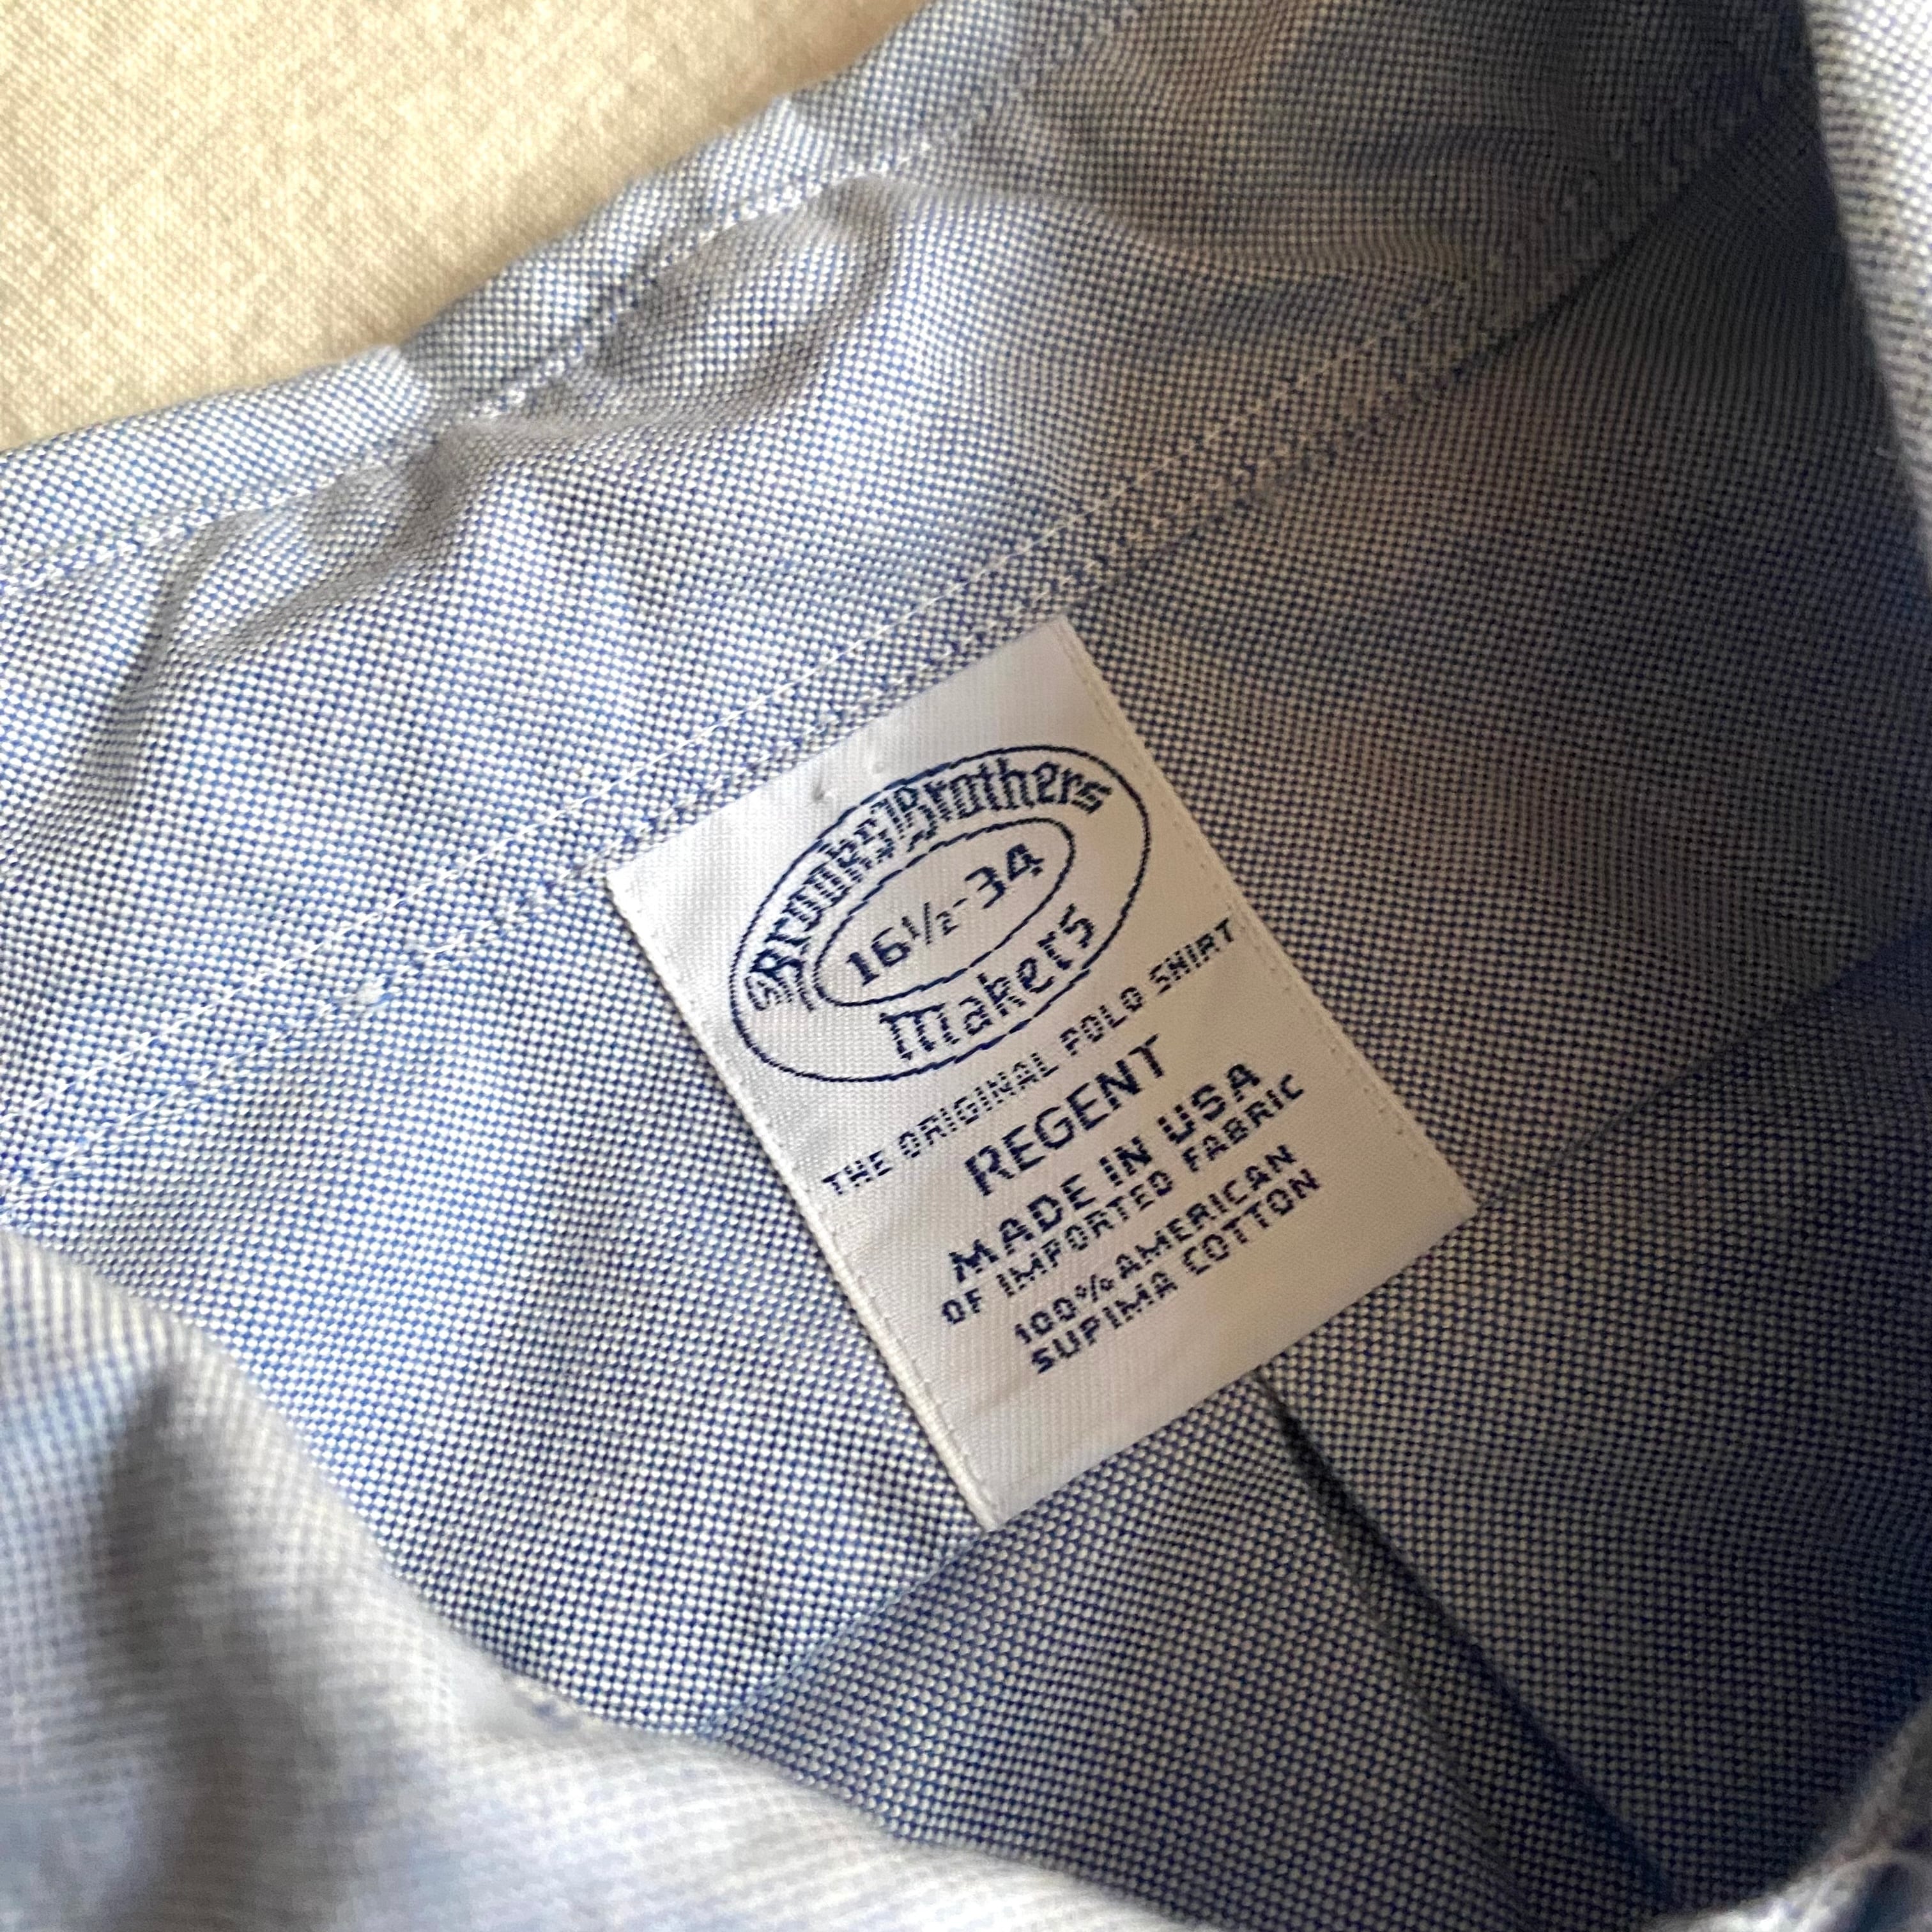 Brooks Brothers
16½-34
Makers
THE ORIGINAL POLO SHIRT
REGENT
MADE IN USA
OF IMPORTED FABRIC
100% AMERICAN
SUPIMA COTTON